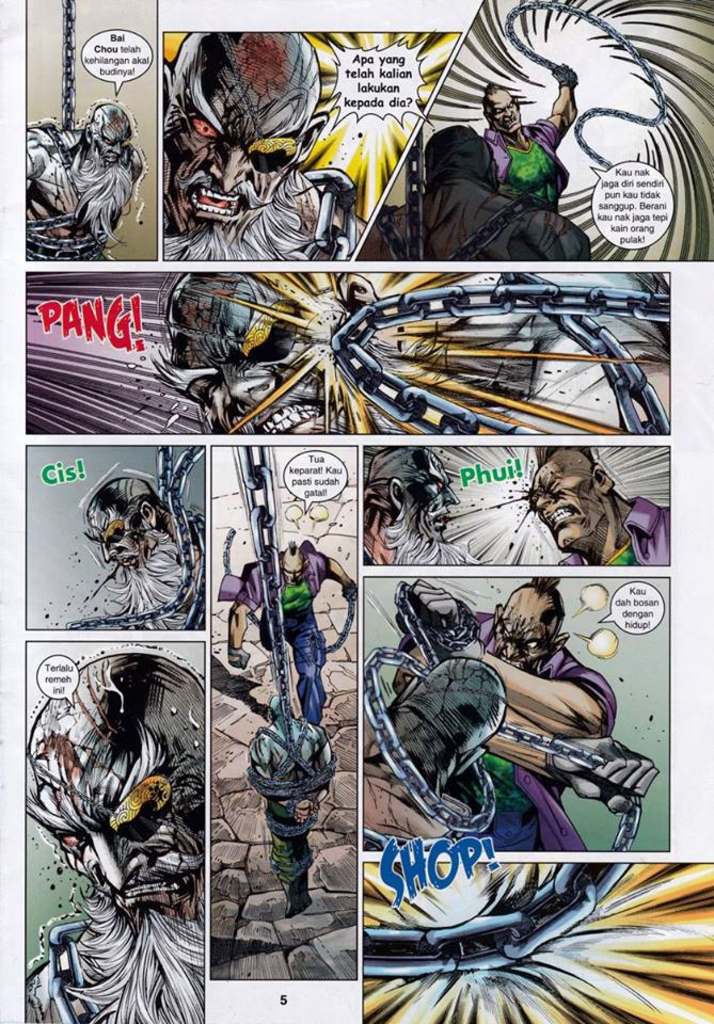 Bai
Chou telah
kehilangan akal
budinya!
Apa yang
telah kalian
lakukan
kepada dia?
Kau nak
jaga diri sendiri
pun kau tak
sanggup. Berani
kau nak jaga tepi
kain orang
pulak!
PANG!
Cis!
Tua
keparat! Kau
pasti sudah
gatal!
Phui!
Terlalu
remeh
ini!
Kau
dah bosan
dengan
hidup!
SHOP!
5